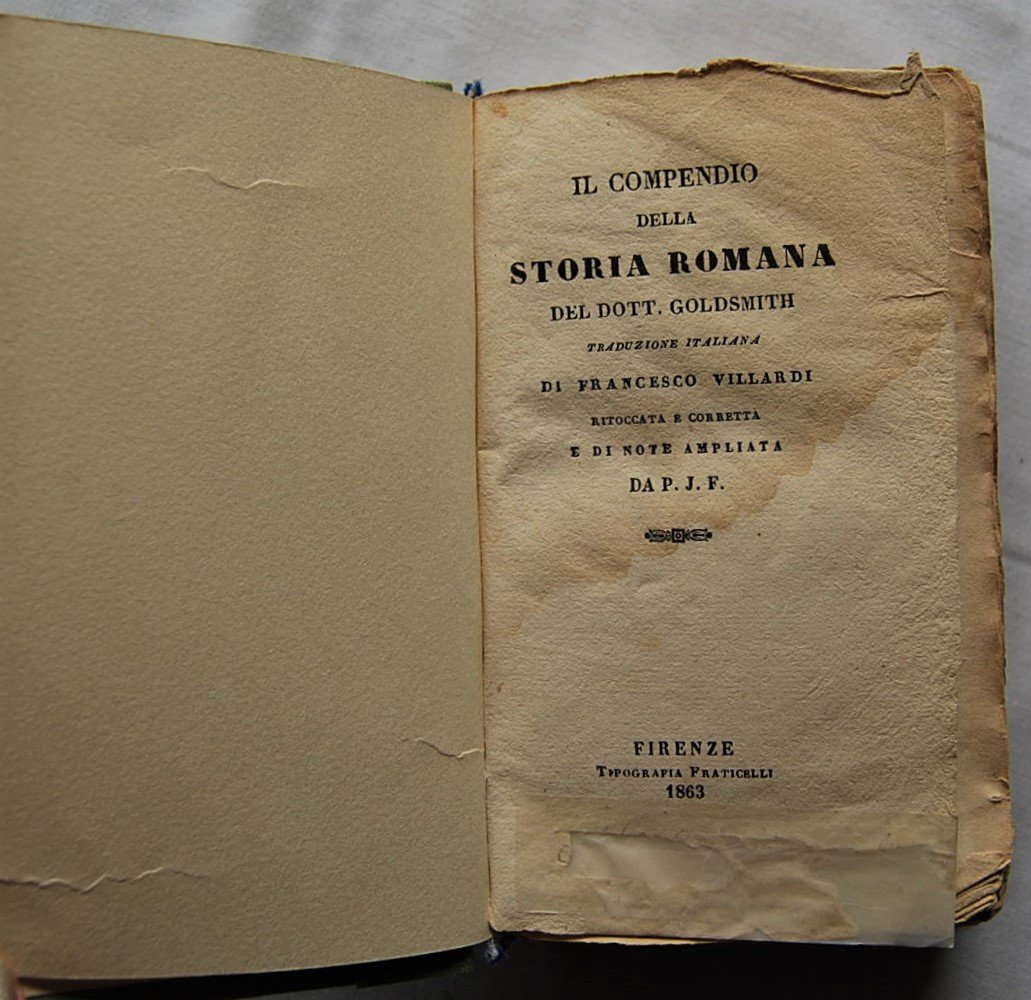 IL COMPENDIO
DELLA
STORIA ROMANA
DEL DOTT. GOLDSMITH
TRADUZIONE ITALIANA
DI FRANCESCO VILLARDI
RITOCCATA E CORRETTA
E DI NOTE AMPLIATA
DA P. J. F.
FIRENZE
TIPOGRAFIA FRATICELLI
1863